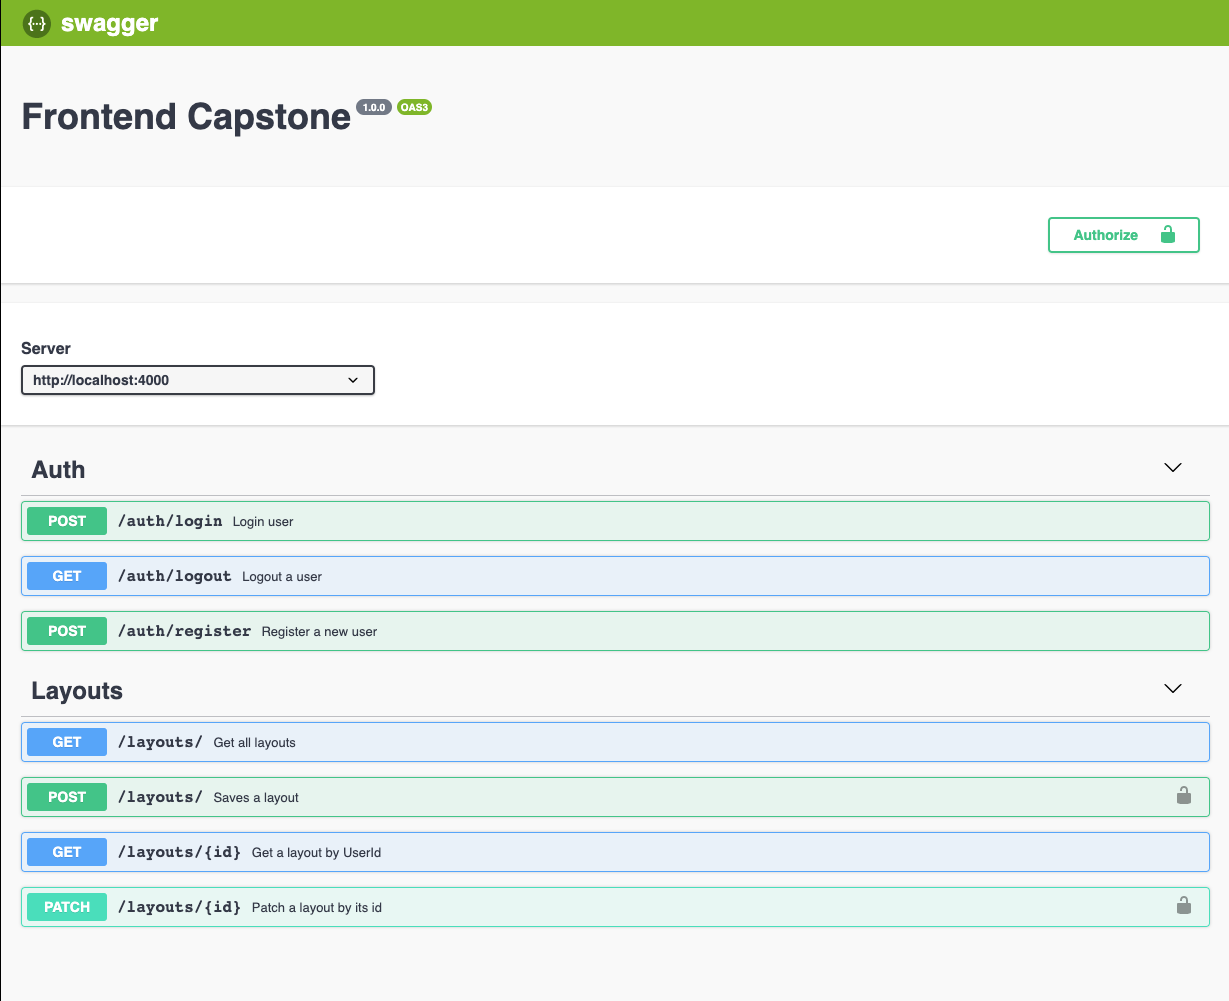 {···} swagger
Frontend Capstone 1.0.0 OAS3
Authorize
Server
http://localhost:4000
Auth
POST /auth/login Login user
GET /auth/logout Logout a user
POST /auth/register Register a new user
Layouts
GET /layouts/ Get all layouts
POST /layouts/ Saves a layout
GET /layouts/{id} Get a layout by UserId
PATCH /layouts/{id} Patch a layout by its id